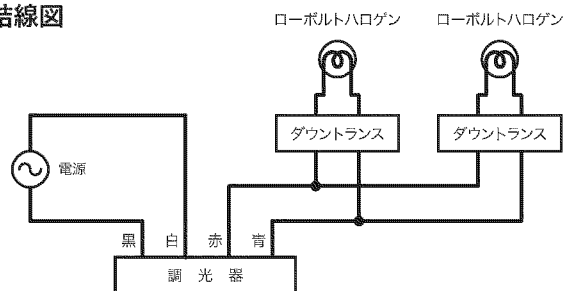 結線図
ローボルトハロゲン ローボルトハロゲン
ダウントランス ダウントランス
電源
黒 白 赤 青
調光器